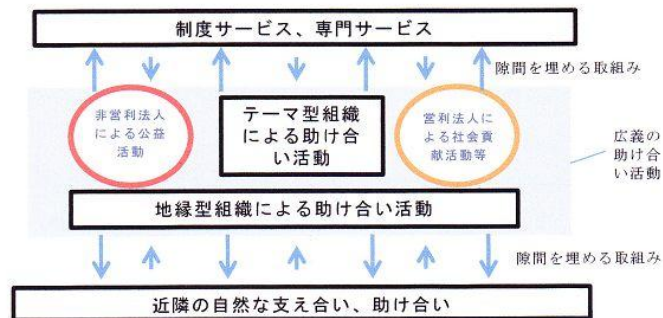 制度サービス、専門サービス
隙間を埋める取組み
非営利法人
による公益
活動
テーマ型組織
による助け合
い活動
営利法人に
よる社会貢
献活動等
広義の
助け合
い活動
地縁型組織による助け合い活動
隙間を埋める取組み
近隣の自然な支え合い、助け合い